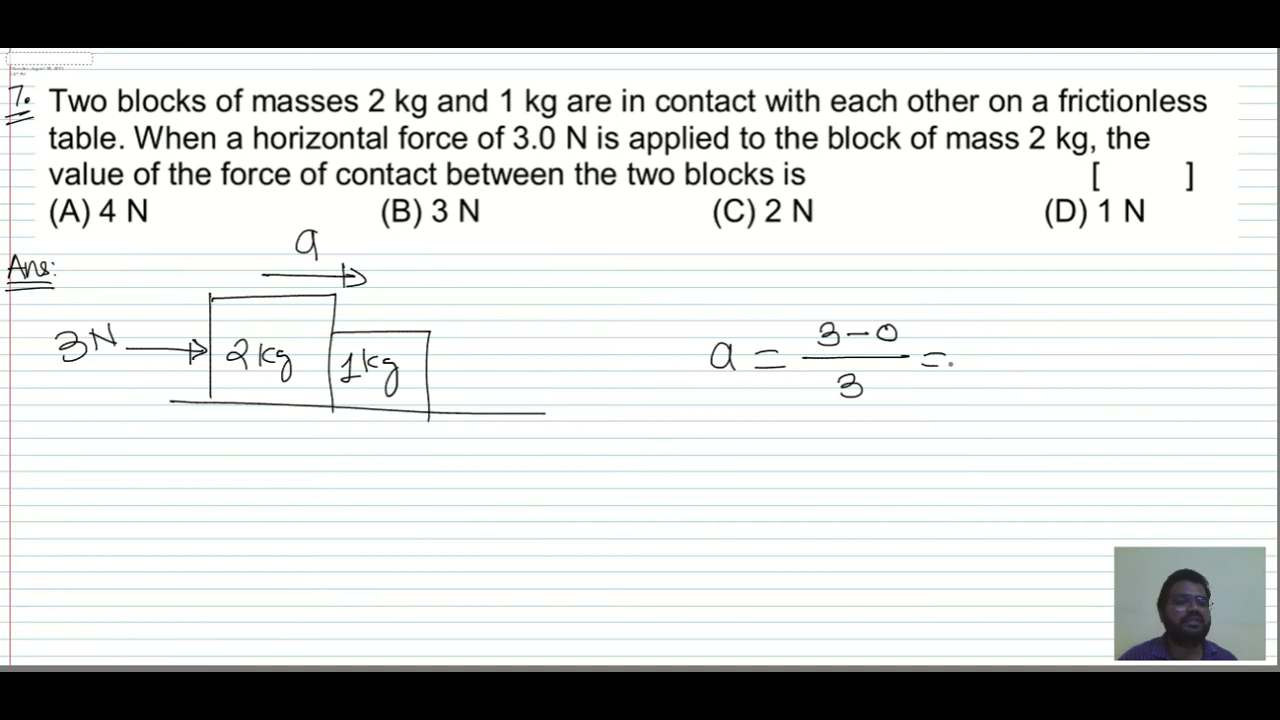 7. Two blocks of masses 2 kg and 1 kg are in contact with each other on a frictionless
table. When a horizontal force of 3.0 N is applied to the block of mass 2 kg, the
value of the force of contact between the two blocks is [ ]
(A) 4 N (B) 3 N (C) 2 N (D) 1 N
Ans:
a
3N 2kg 1kg
a = 3-0 / 3 =